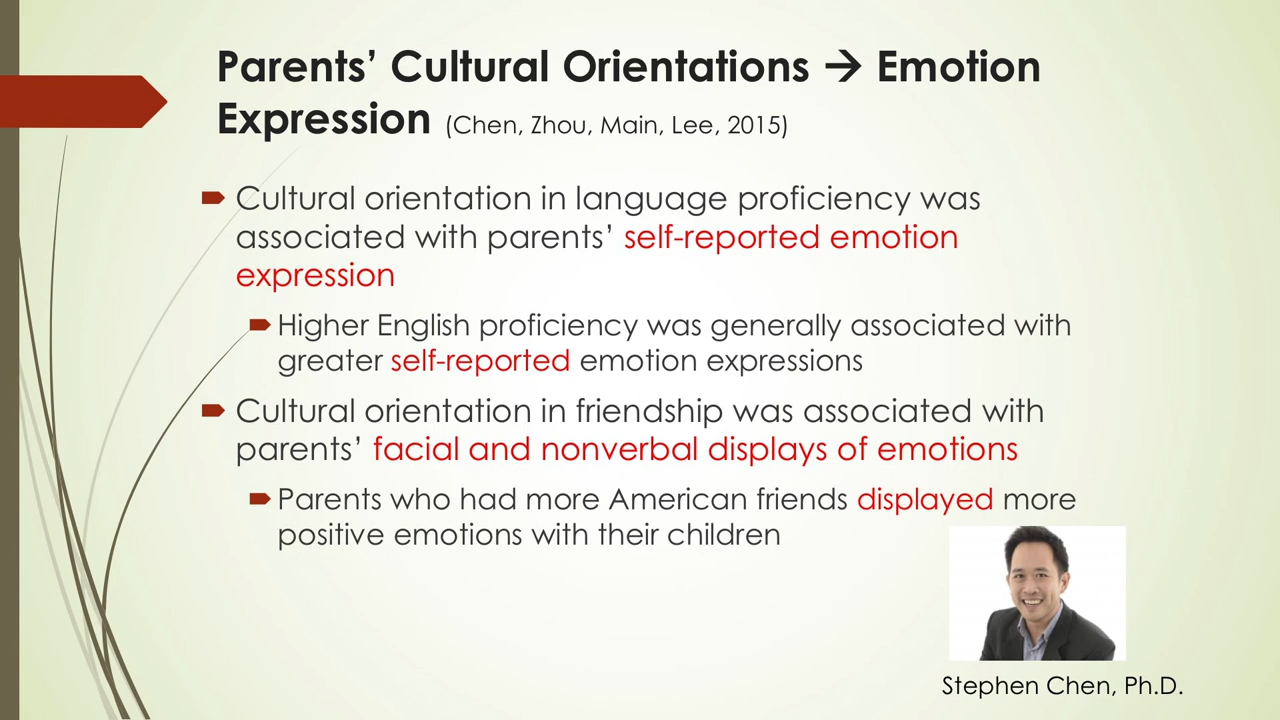 Parents’ Cultural Orientations → Emotion
Expression (Chen, Zhou, Main, Lee, 2015)
Cultural orientation in language proficiency was
associated with parents’ self-reported emotion
expression
Higher English proficiency was generally associated with
greater self-reported emotion expressions
Cultural orientation in friendship was associated with
parents’ facial and nonverbal displays of emotions
Parents who had more American friends displayed more
positive emotions with their children
Stephen Chen, Ph.D.